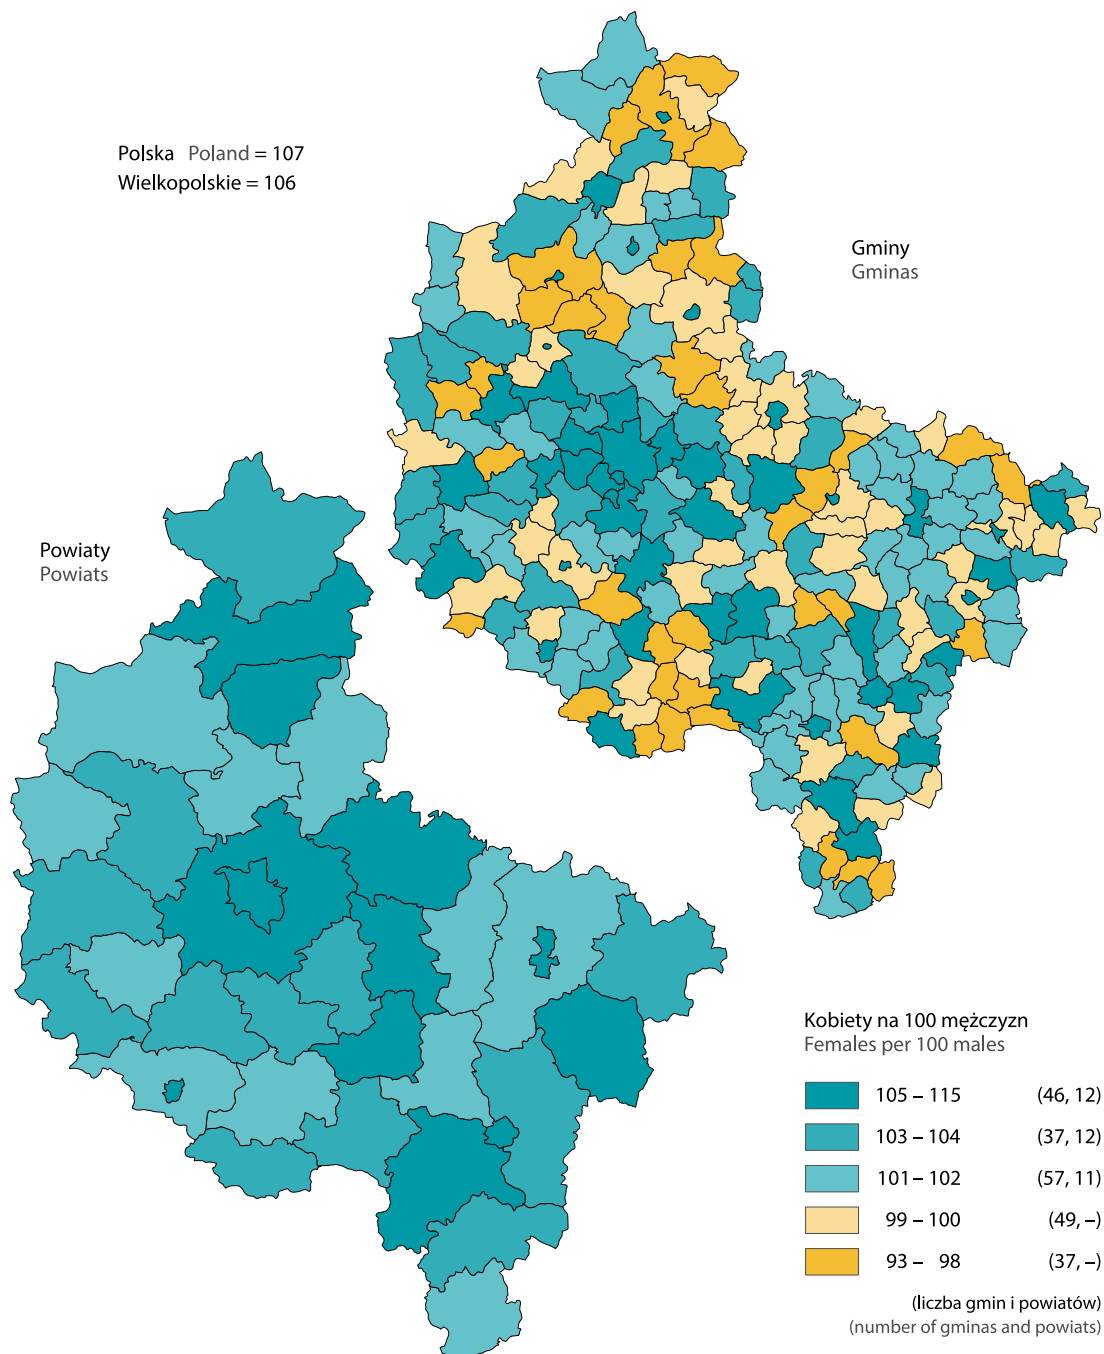 Polska Poland = 107
Wielkopolskie = 106
Gminy
Gminas
Powiaty
Powiats
Kobiety na 100 mężczyzn
Females per 100 males
105 – 115 (46, 12)
103 – 104 (37, 12)
101 – 102 (57, 11)
99 – 100 (49, –)
93 – 98 (37, –)
(liczba gmin i powiatów)
(number of gminas and powiats)